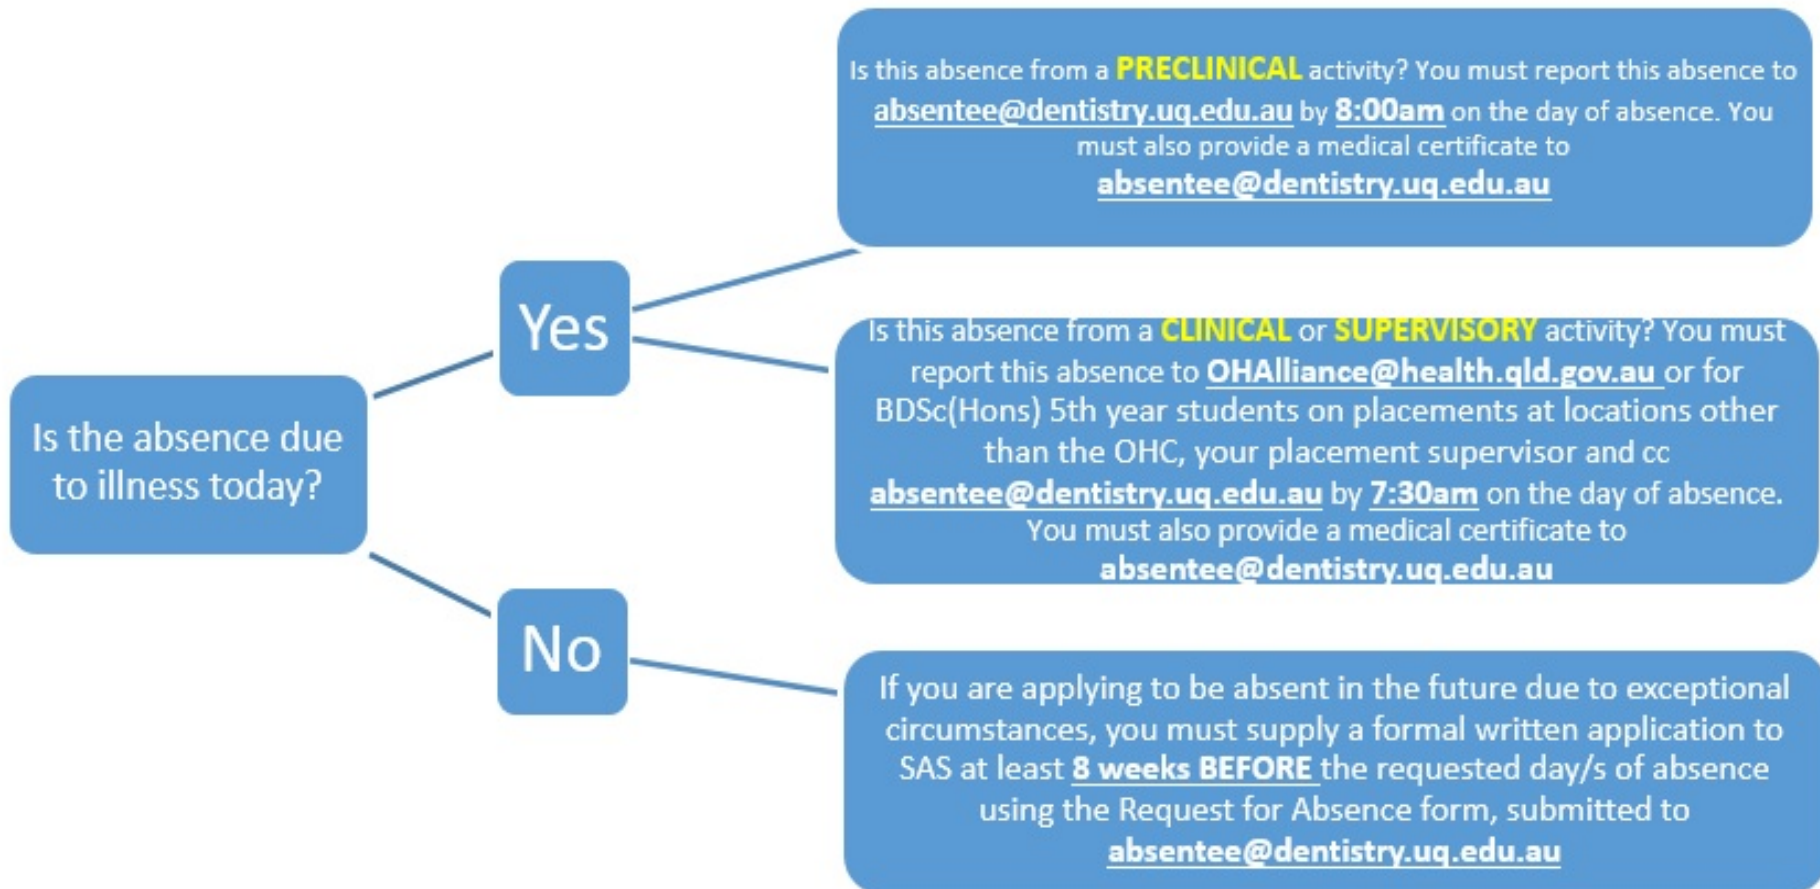 Is the absence due
to illness today?
Yes
Is this absence from a PRECLINICAL activity? You must report this absence to
absentee@dentistry.uq.edu.au by 8:00am on the day of absence. You
must also provide a medical certificate to
absentee@dentistry.uq.edu.au
Is this absence from a CLINICAL or SUPERVISORY activity? You must
report this absence to OHAlliance@health.qld.gov.au or for
BDSc(Hons) 5th year students on placements at locations other
than the OHC, your placement supervisor and cc
absentee@dentistry.uq.edu.au by 7:30am on the day of absence.
You must also provide a medical certificate to
absentee@dentistry.uq.edu.au
No
If you are applying to be absent in the future due to exceptional
circumstances, you must supply a formal written application to
SAS at least 8 weeks BEFORE the requested day/s of absence
using the Request for Absence form, submitted to
absentee@dentistry.uq.edu.au